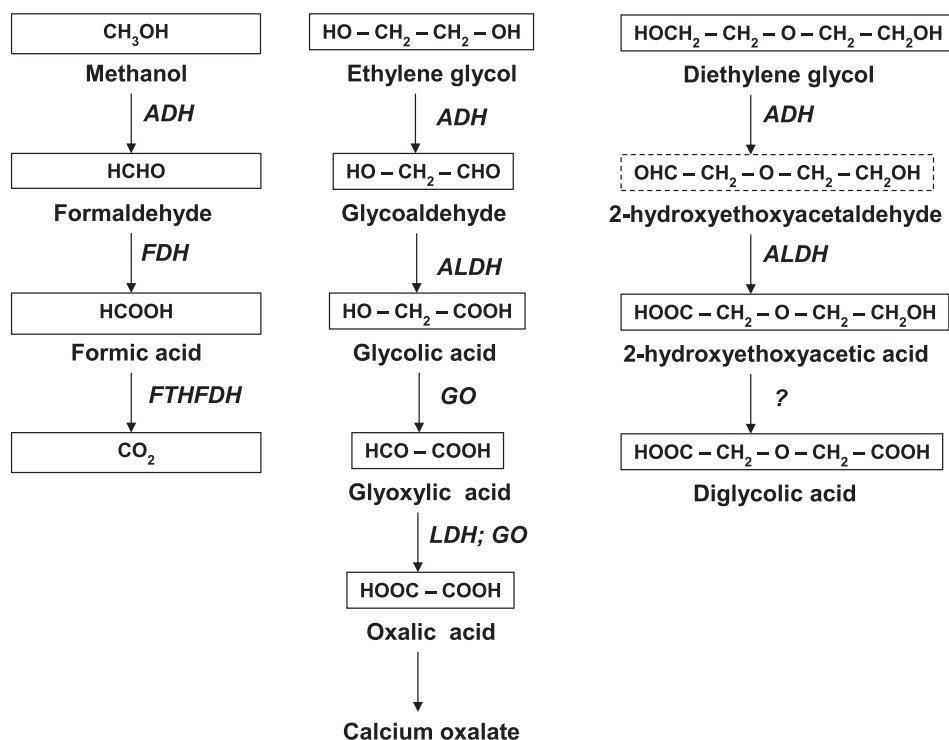 CH₃OH
Methanol
ADH
HCHO
Formaldehyde
FDH
HCOOH
Formic acid
FTHFDH
CO₂
HO – CH₂ – CH₂ – OH
Ethylene glycol
ADH
HO – CH₂ – CHO
Glycoaldehyde
ALDH
HO – CH₂ – COOH
Glycolic acid
GO
HCO – COOH
Glyoxylic acid
LDH; GO
HOOC – COOH
Oxalic acid
Calcium oxalate
HOCH₂ – CH₂ – O – CH₂ – CH₂OH
Diethylene glycol
ADH
OHC – CH₂ – O – CH₂ – CH₂OH
2-hydroxyethoxyacetaldehyde
ALDH
HOOC – CH₂ – O – CH₂ – CH₂OH
2-hydroxyethoxyacetic acid
?
HOOC – CH₂ – O – CH₂ – COOH
Diglycolic acid